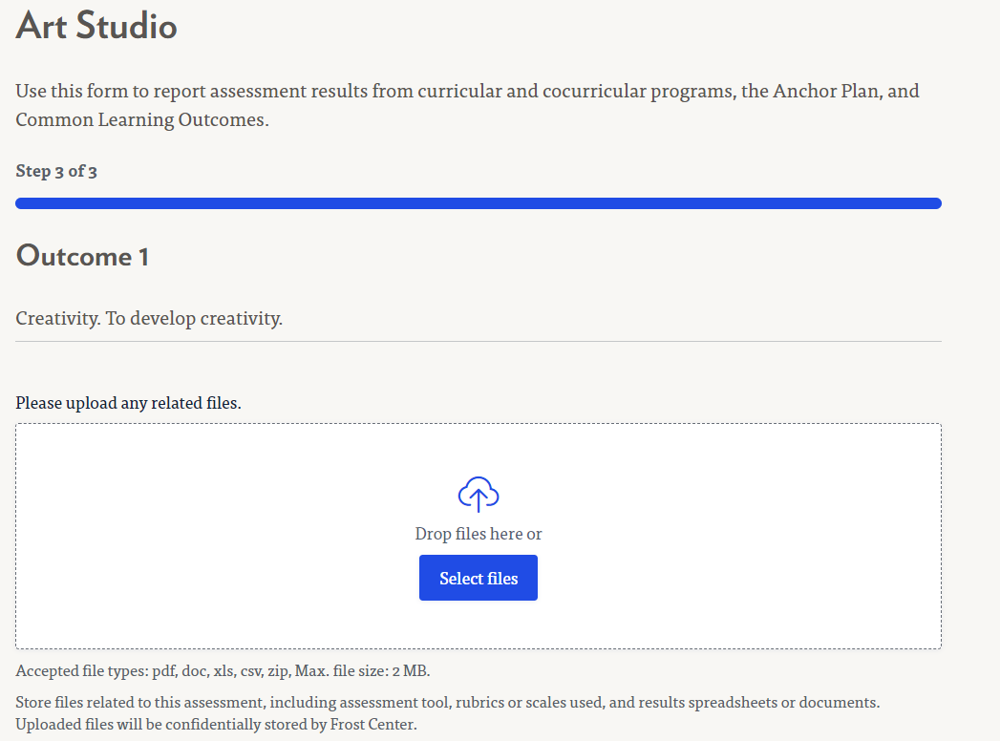 Art Studio
Use this form to report assessment results from curricular and cocurricular programs, the Anchor Plan, and
Common Learning Outcomes.
Step 3 of 3
Outcome 1
Creativity. To develop creativity.
Please upload any related files.
Drop files here or
Select files
Accepted file types: pdf, doc, xls, csv, zip, Max. file size: 2 MB.
Store files related to this assessment, including assessment tool, rubrics or scales used, and results spreadsheets or documents.
Uploaded files will be confidentially stored by Frost Center.